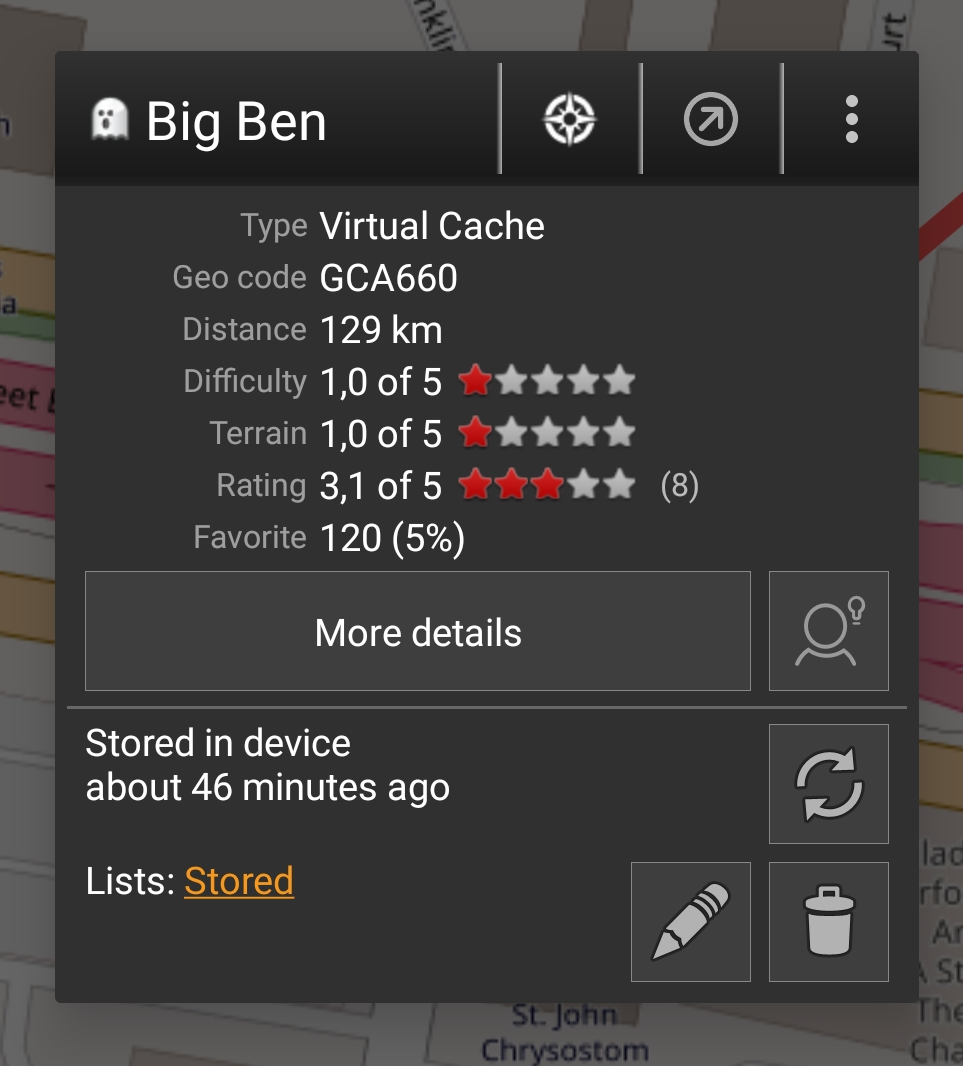 Big Ben
Type Virtual Cache
Geo code GCA660
Distance 129 km
Difficulty 1,0 of 5
Terrain 1,0 of 5
Rating 3,1 of 5 (8)
Favorite 120 (5%)
More details
Stored in device
about 46 minutes ago
Lists: Stored
St. John
Chrysostom